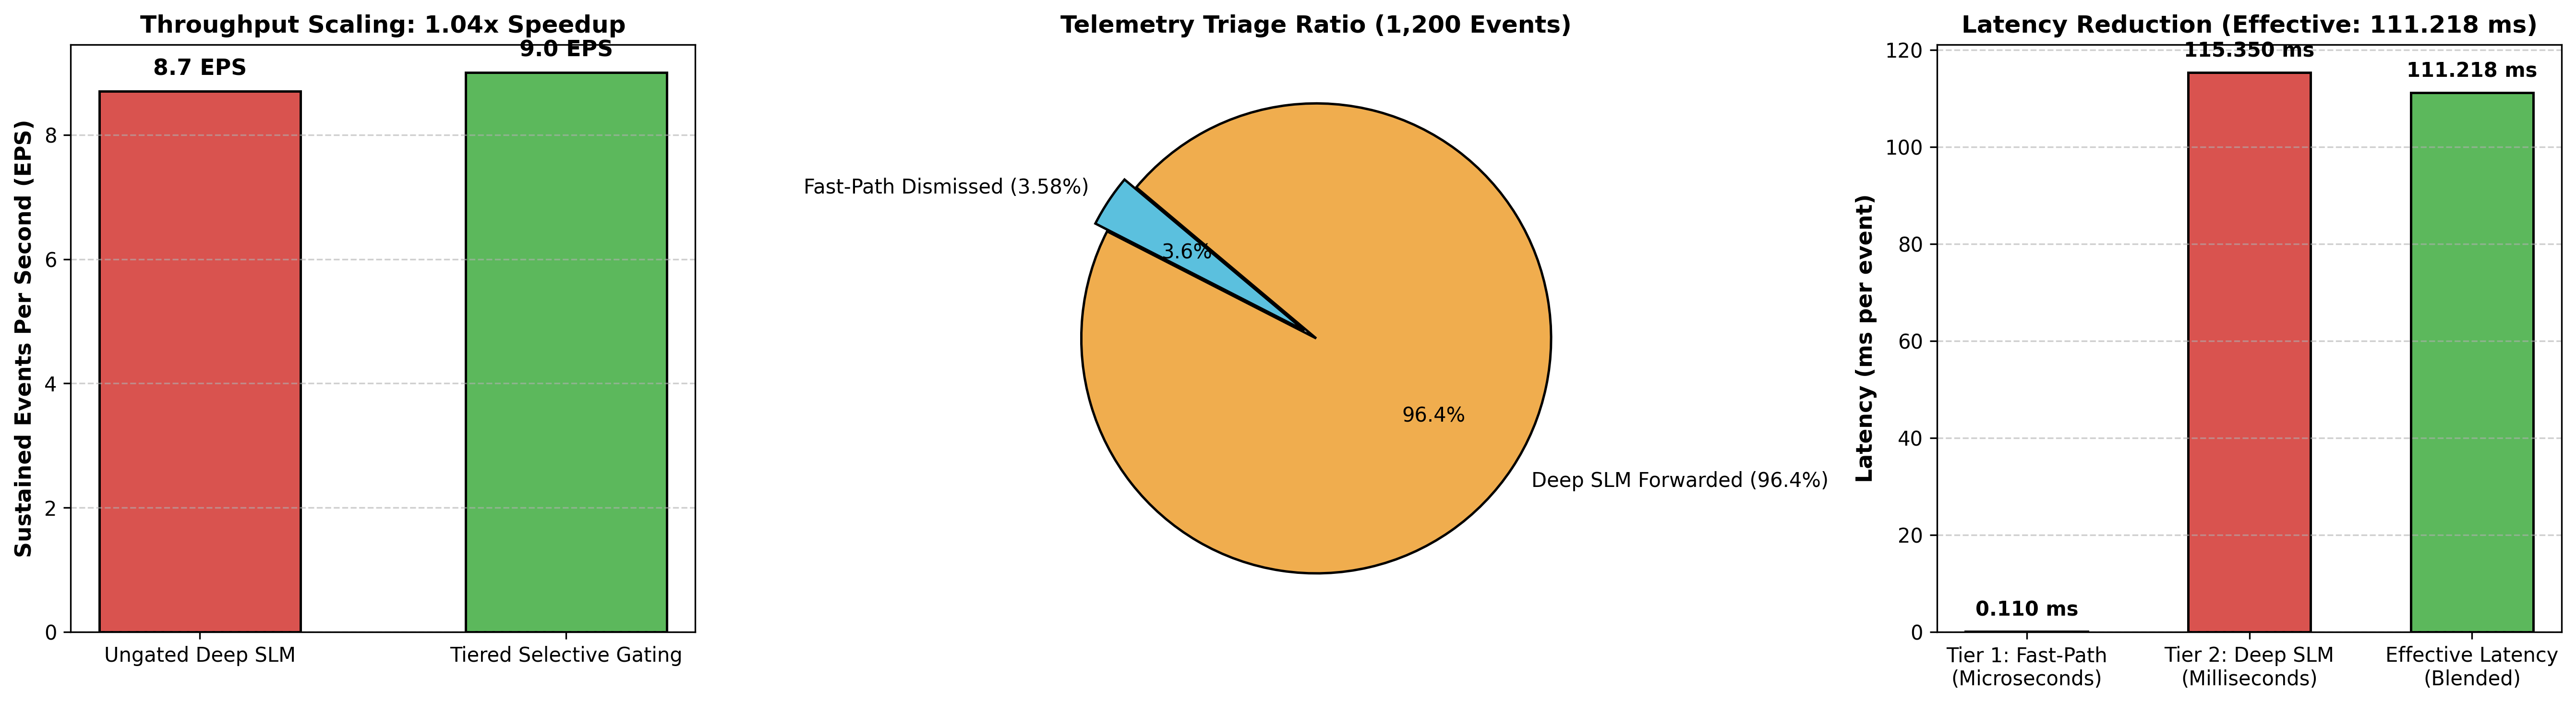 Throughput Scaling: 1.04x Speedup
Sustained Events Per Second (EPS)
8
6
4
2
0
8.7 EPS
9.0 EPS
Ungated Deep SLM
Tiered Selective Gating
Telemetry Triage Ratio (1,200 Events)
Fast-Path Dismissed (3.58%)
3.6%
96.4%
Deep SLM Forwarded (96.4%)
Latency Reduction (Effective: 111.218 ms)
Latency (ms per event)
120
100
80
60
40
20
0
0.110 ms
115.350 ms
111.218 ms
Tier 1: Fast-Path
(Microseconds)
Tier 2: Deep SLM
(Milliseconds)
Effective Latency
(Blended)